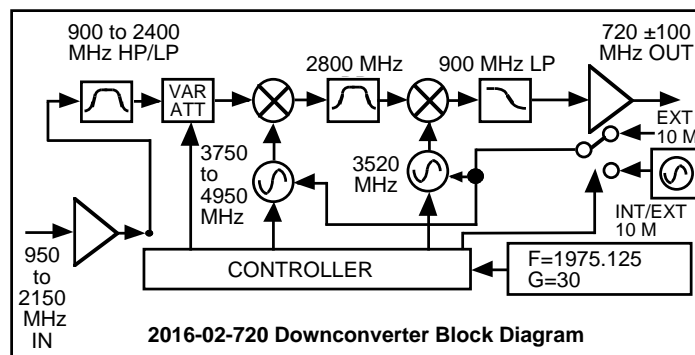 900 to 2400
MHz HP/LP
720 ±100
MHz OUT
2800 MHz
900 MHz LP
VAR
ATT
EXT
10 M
3750
to
4950
MHz
3520
MHz
INT/EXT
10 M
950
to
2150
MHz
IN
CONTROLLER
F=1975.125
G=30
2016-02-720 Downconverter Block Diagram